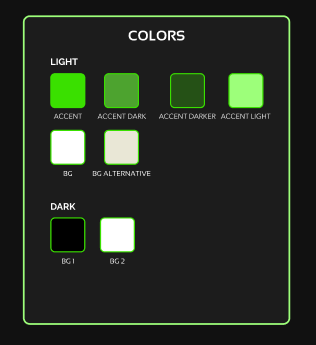 COLORS
LIGHT
ACCENT ACCENT DARK ACCENT DARKER ACCENT LIGHT
BG BG ALTERNATIVE
DARK
BG 1 BG 2